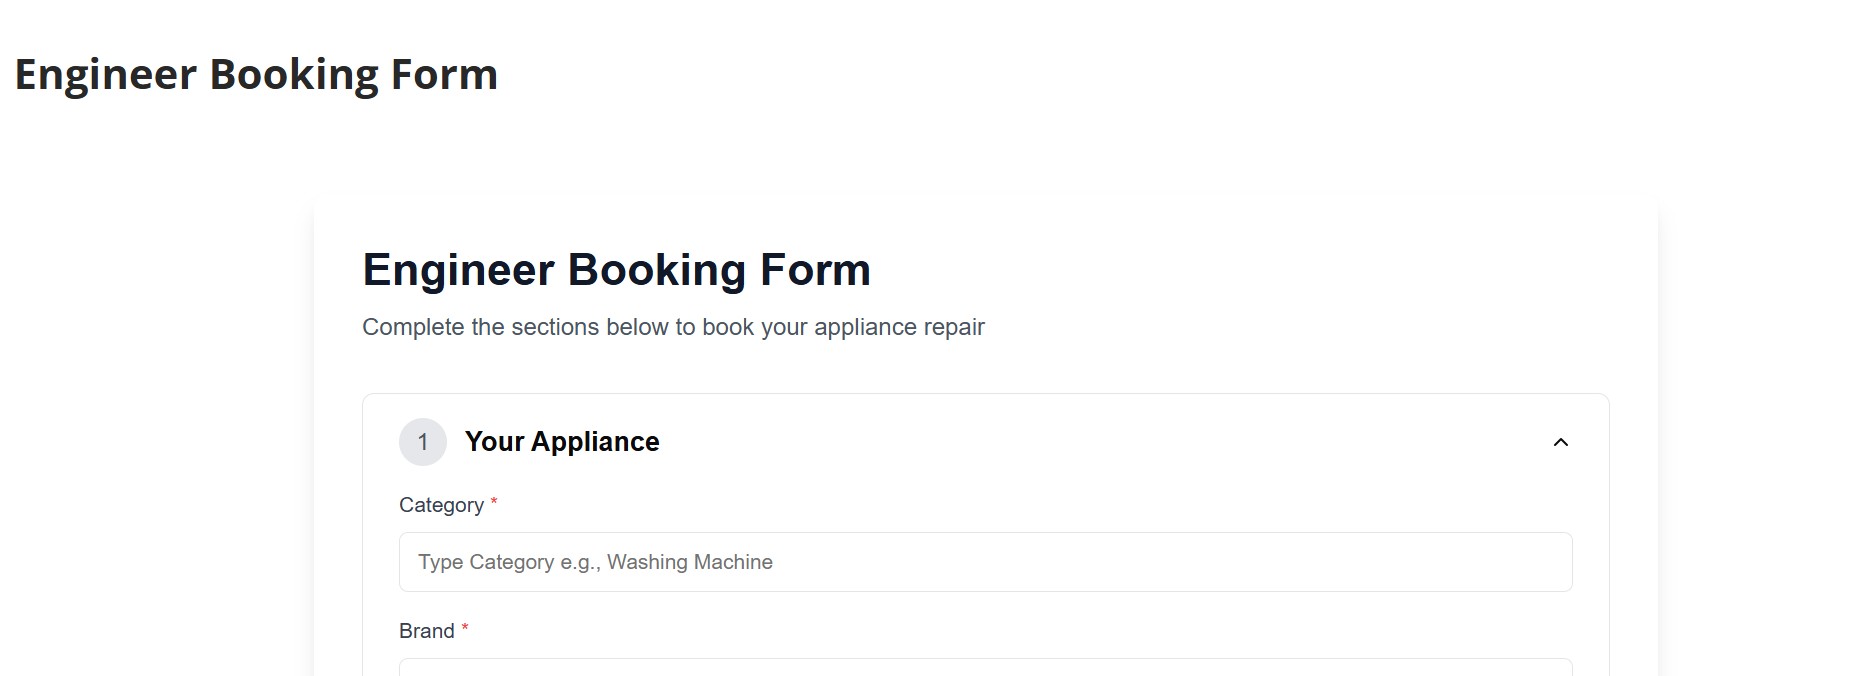 Engineer Booking Form
Engineer Booking Form
Complete the sections below to book your appliance repair
1 Your Appliance
Category *
Type Category e.g., Washing Machine
Brand *